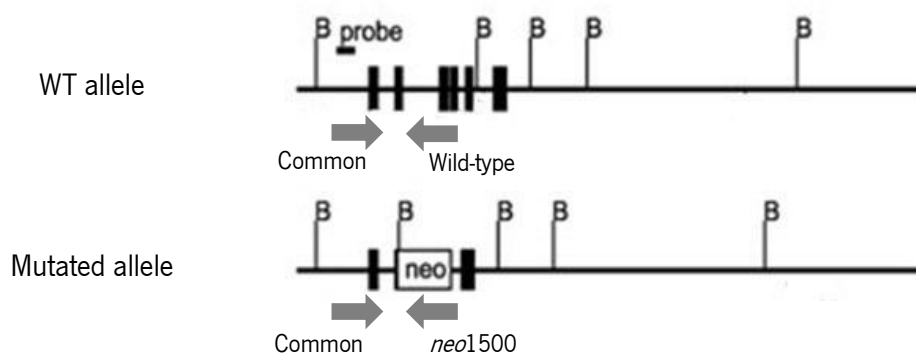 B probe B B B B
WT allele
Common Wild-type
B B B B B
Mutated allele
neo
Common neo1500